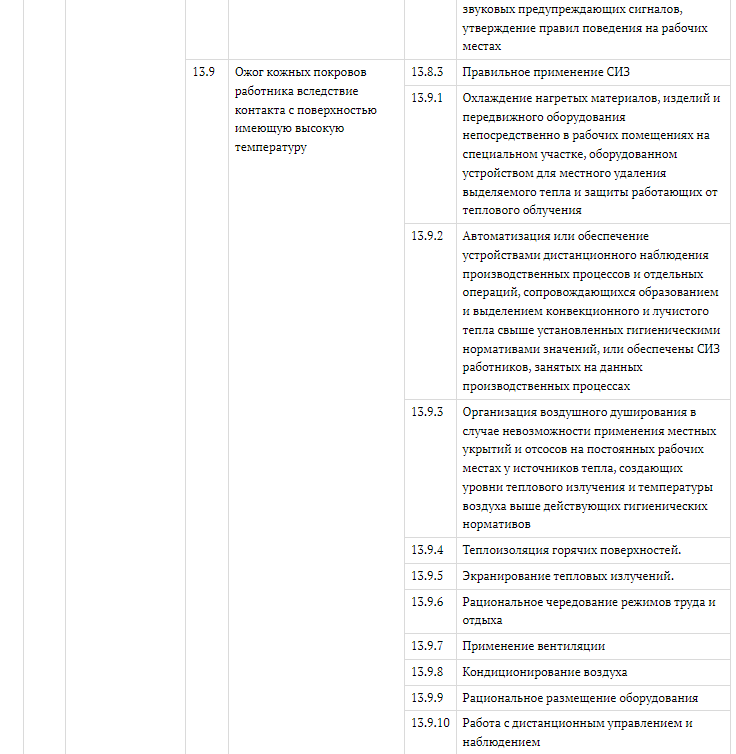 звуковых предупреждающих сигналов,
утверждение правил поведения на рабочих
местах
13.9
Ожог кожных покровов
работника вследствие
контакта с поверхностью
имеющую высокую
температуру
13.8.3
Правильное применение СИЗ
13.9.1
Охлаждение нагретых материалов, изделий и
передвижного оборудования
непосредственно в рабочих помещениях на
специальном участке, оборудованном
устройством для местного удаления
выделяемого тепла и защиты работающих от
теплового облучения
13.9.2
Автоматизация или обеспечение
устройствами дистанционного наблюдения
производственных процессов и отдельных
операций, сопровождающихся образованием
и выделением конвекционного и лучистого
тепла свыше установленных гигиеническими
нормативами значений, или обеспечены СИЗ
работников, занятых на данных
производственных процессах
13.9.3
Организация воздушного душирования в
случае невозможности применения местных
укрытий и отсосов на постоянных рабочих
местах у источников тепла, создающих
уровни теплового излучения и температуры
воздуха выше действующих гигиенических
нормативов
13.9.4
Теплоизоляция горячих поверхностей.
13.9.5
Экранирование тепловых излучений.
13.9.6
Рациональное чередование режимов труда и
отдыха
13.9.7
Применение вентиляции
13.9.8
Кондиционирование воздуха
13.9.9
Рациональное размещение оборудования
13.9.10
Работа с дистанционным управлением и
наблюдением